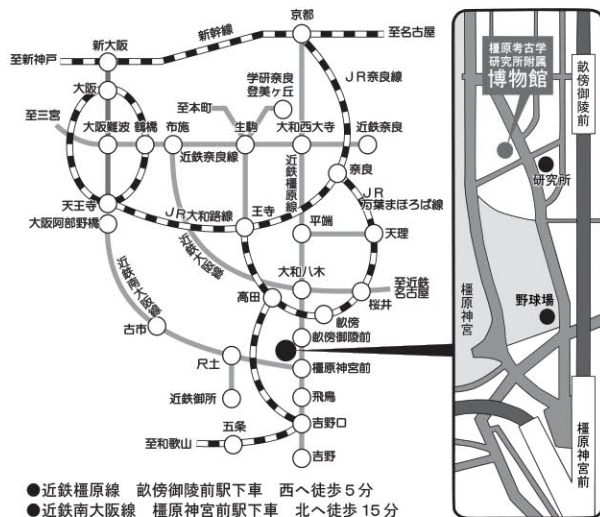 京都
新幹線
至名古屋
新大阪
至新神戸
JR奈良線
大阪
学研奈良
登美ヶ丘
至本町
至三宮
大阪難波
鶴橋
布施
生駒
大和西大寺
近鉄奈良
近鉄奈良線
近鉄橿原線
奈良
天王寺
JR大和路線
王寺
JR
万葉まほろば線
大阪阿部野橋
平端
天理
近鉄大阪線
近鉄南大阪線
大和八木
至近鉄
名古屋
高田
桜井
畝傍
古市
畝傍御陵前
尺土
橿原神宮前
近鉄御所
飛鳥
五条
吉野口
至和歌山
吉野
橿原考古学
研究所附属
博物館
畝傍御陵前
研究所
橿原神宮
野球場
橿原神宮前
●近鉄橿原線 畝傍御陵前駅下車 西へ徒歩5分
●近鉄南大阪線 橿原神宮前駅下車 北へ徒歩15分